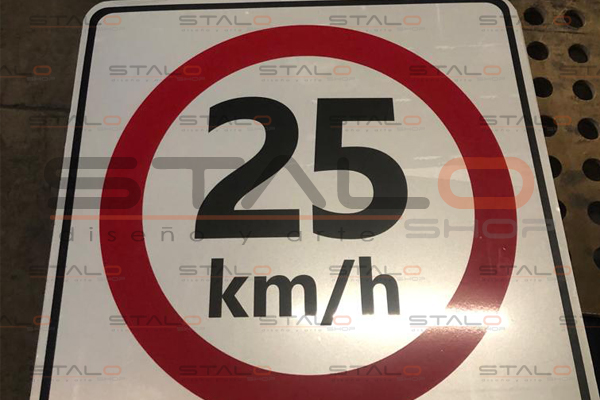 25
km/h
STALO
SHOP
diseño y arte